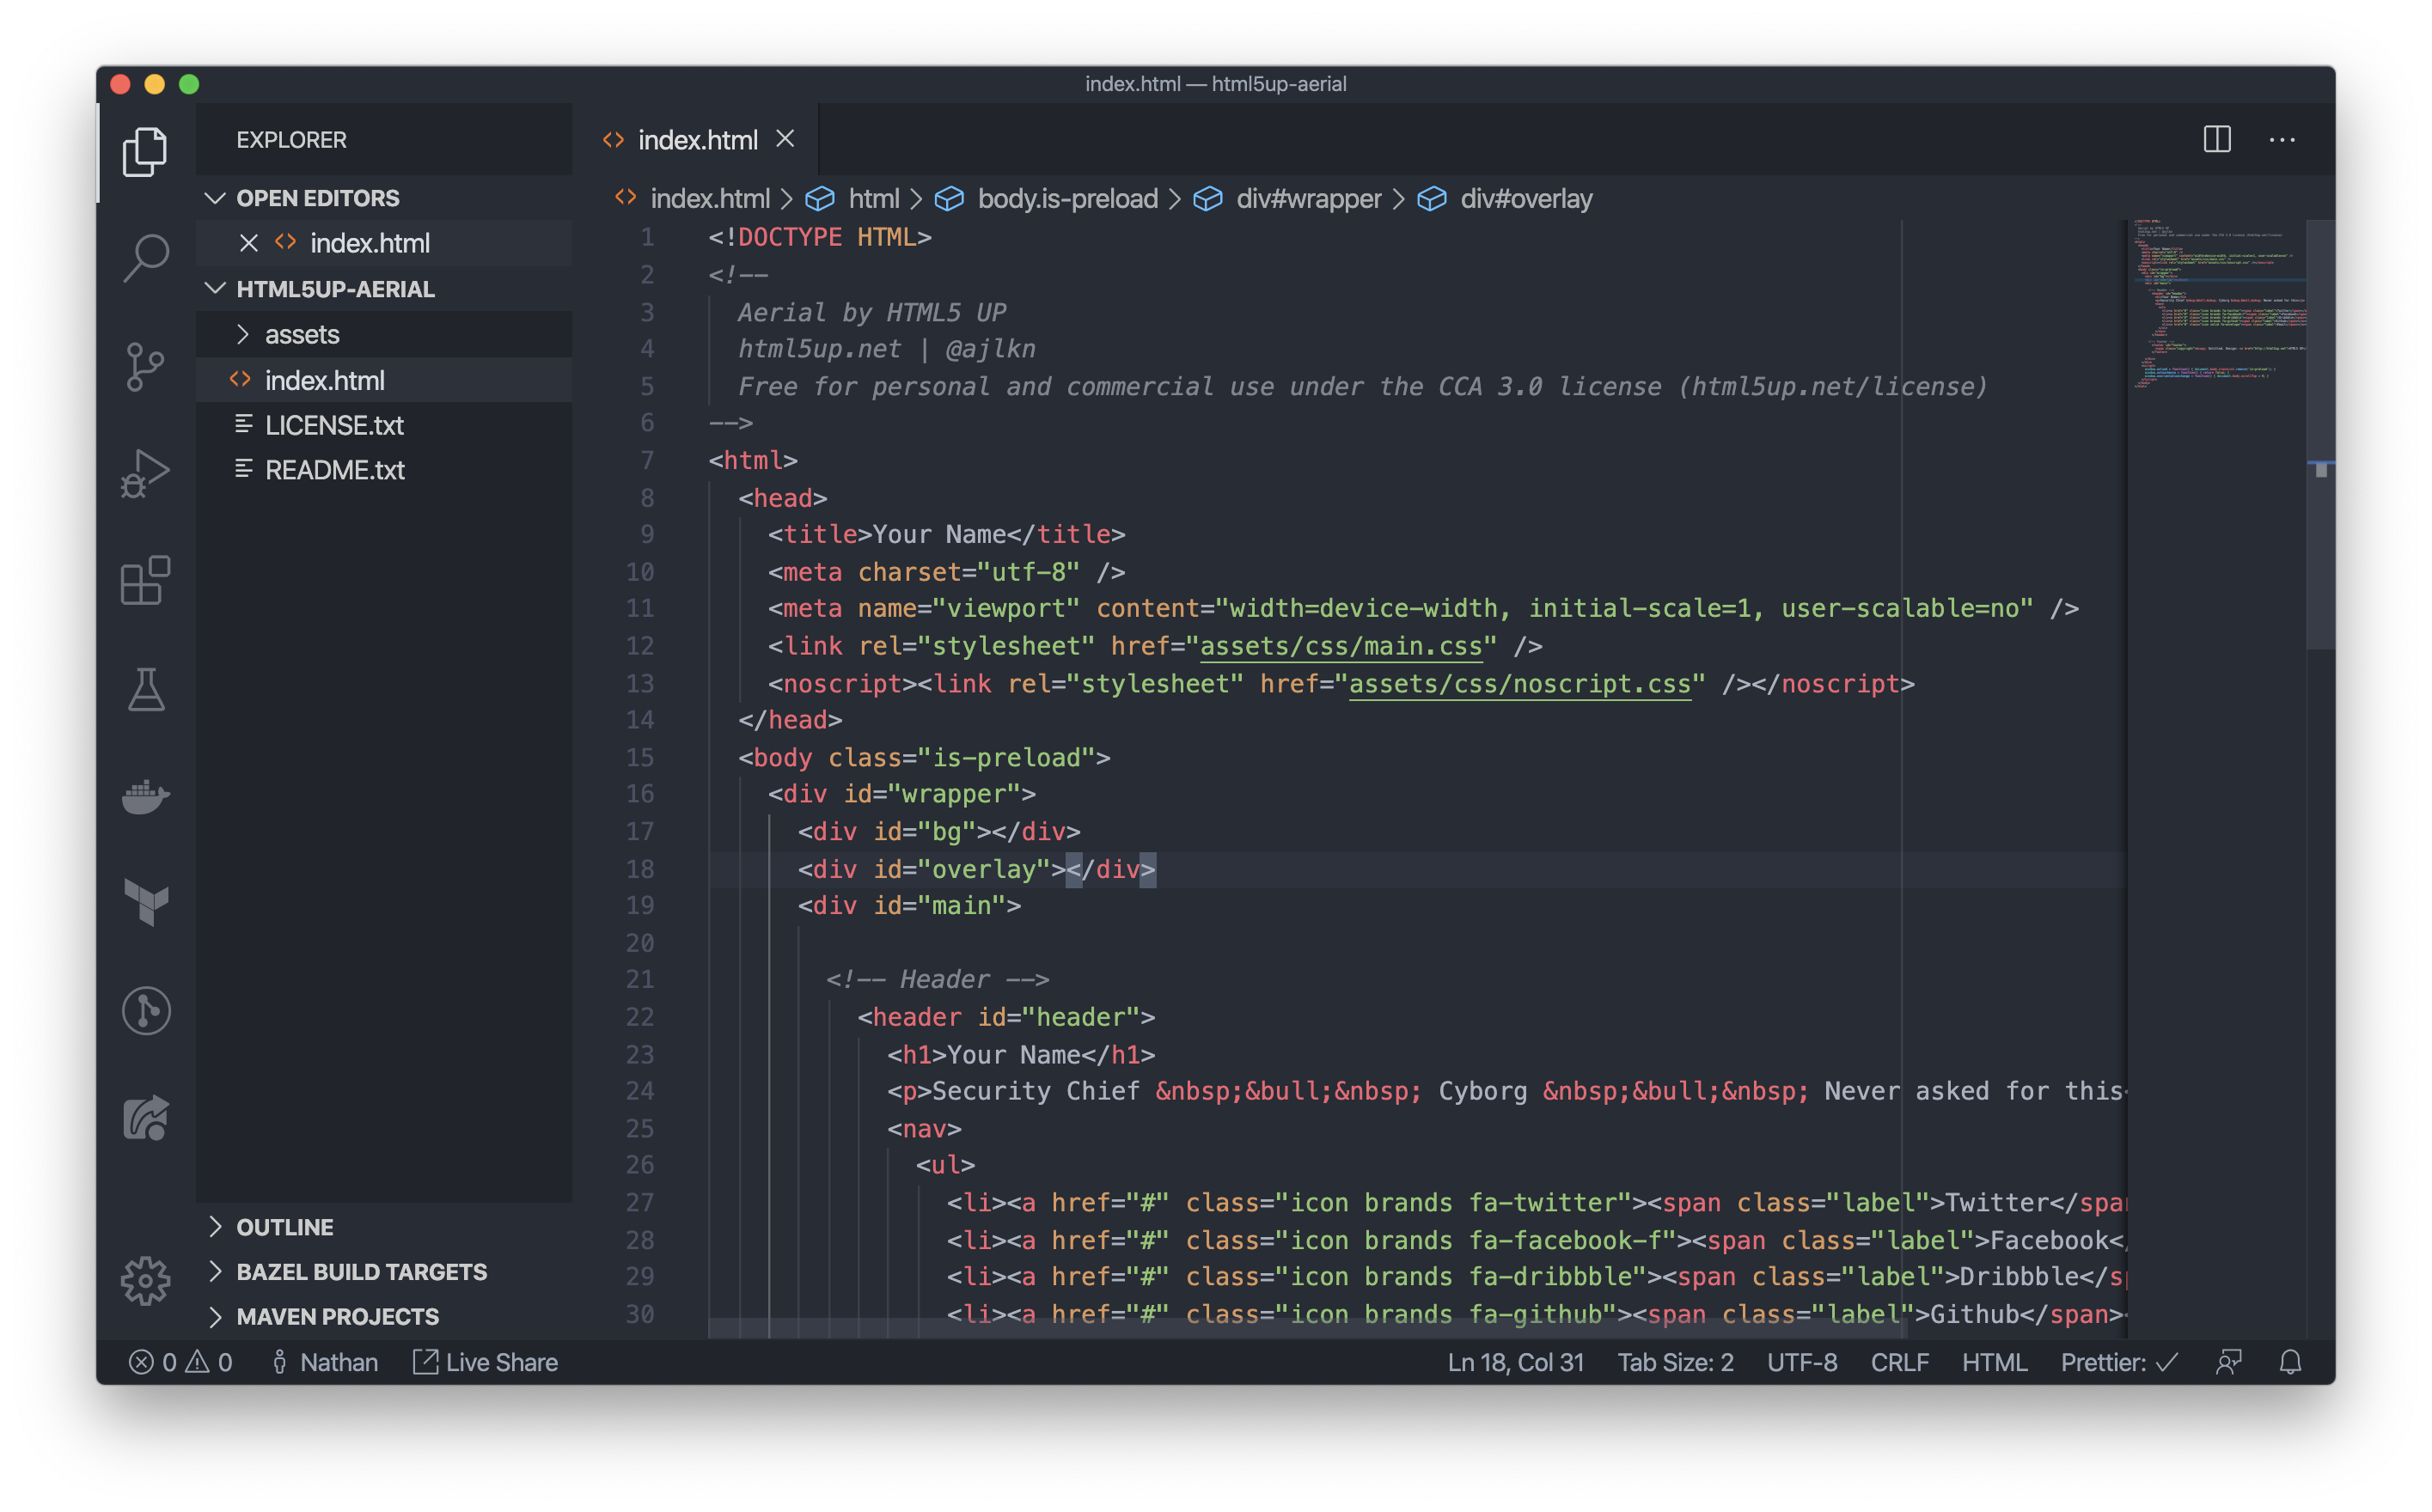 index.html — html5up-aerial
EXPLORER
OPEN EDITORS
index.html
HTML5UP-AERIAL
assets
index.html
LICENSE.txt
README.txt
OUTLINE
BAZEL BUILD TARGETS
MAVEN PROJECTS
index.html
index.html > html > body.is-preload > div#wrapper > div#overlay
1 <!DOCTYPE HTML>
2 <!--
3 Aerial by HTML5 UP
4 html5up.net | @ajlkn
5 Free for personal and commercial use under the CCA 3.0 license (html5up.net/license)
6 -->
7 <html>
8 <head>
9 <title>Your Name</title>
10 <meta charset="utf-8" />
11 <meta name="viewport" content="width=device-width, initial-scale=1, user-scalable=no" />
12 <link rel="stylesheet" href="assets/css/main.css" />
13 <noscript><link rel="stylesheet" href="assets/css/noscript.css" /></noscript>
14 </head>
15 <body class="is-preload">
16 <div id="wrapper">
17 <div id="bg"></div>
18 <div id="overlay"></div>
19 <div id="main">
20
21 <!-- Header -->
22 <header id="header">
23 <h1>Your Name</h1>
24 <p>Security Chief &nbsp;&bull;&nbsp; Cyborg &nbsp;&bull;&nbsp; Never asked for this<
25 <nav>
26 <ul>
27 <li><a href="#" class="icon brands fa-twitter"><span class="label">Twitter</span
28 <li><a href="#" class="icon brands fa-facebook-f"><span class="label">Facebook</
29 <li><a href="#" class="icon brands fa-dribbble"><span class="label">Dribbble</sp
30 <li><a href="#" class="icon brands fa-github"><span class="label">Github</span><
0 0 Nathan Live Share Ln 18, Col 31 Tab Size: 2 UTF-8 CRLF HTML Prettier: ✓